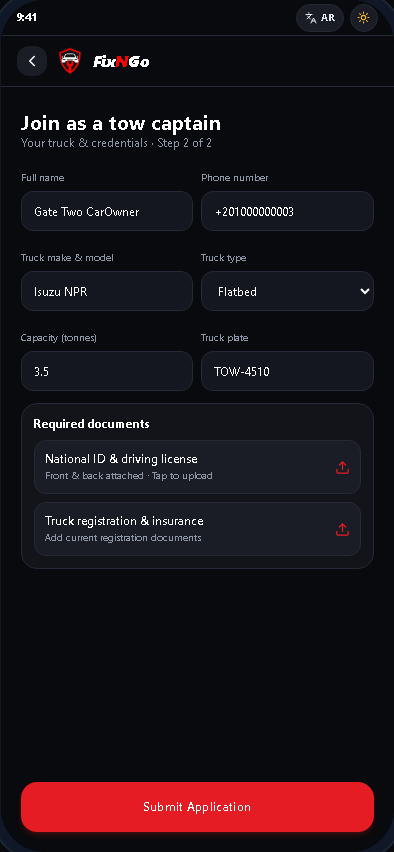 9:41
AR
FixNGo
Join as a tow captain
Your truck & credentials · Step 2 of 2
Full name
Phone number
Gate Two CarOwner
+201000000003
Truck make & model
Truck type
Isuzu NPR
Flatbed
Capacity (tonnes)
Truck plate
3.5
TOW-4510
Required documents
National ID & driving license
Front & back attached · Tap to upload
Truck registration & insurance
Add current registration documents
Submit Application